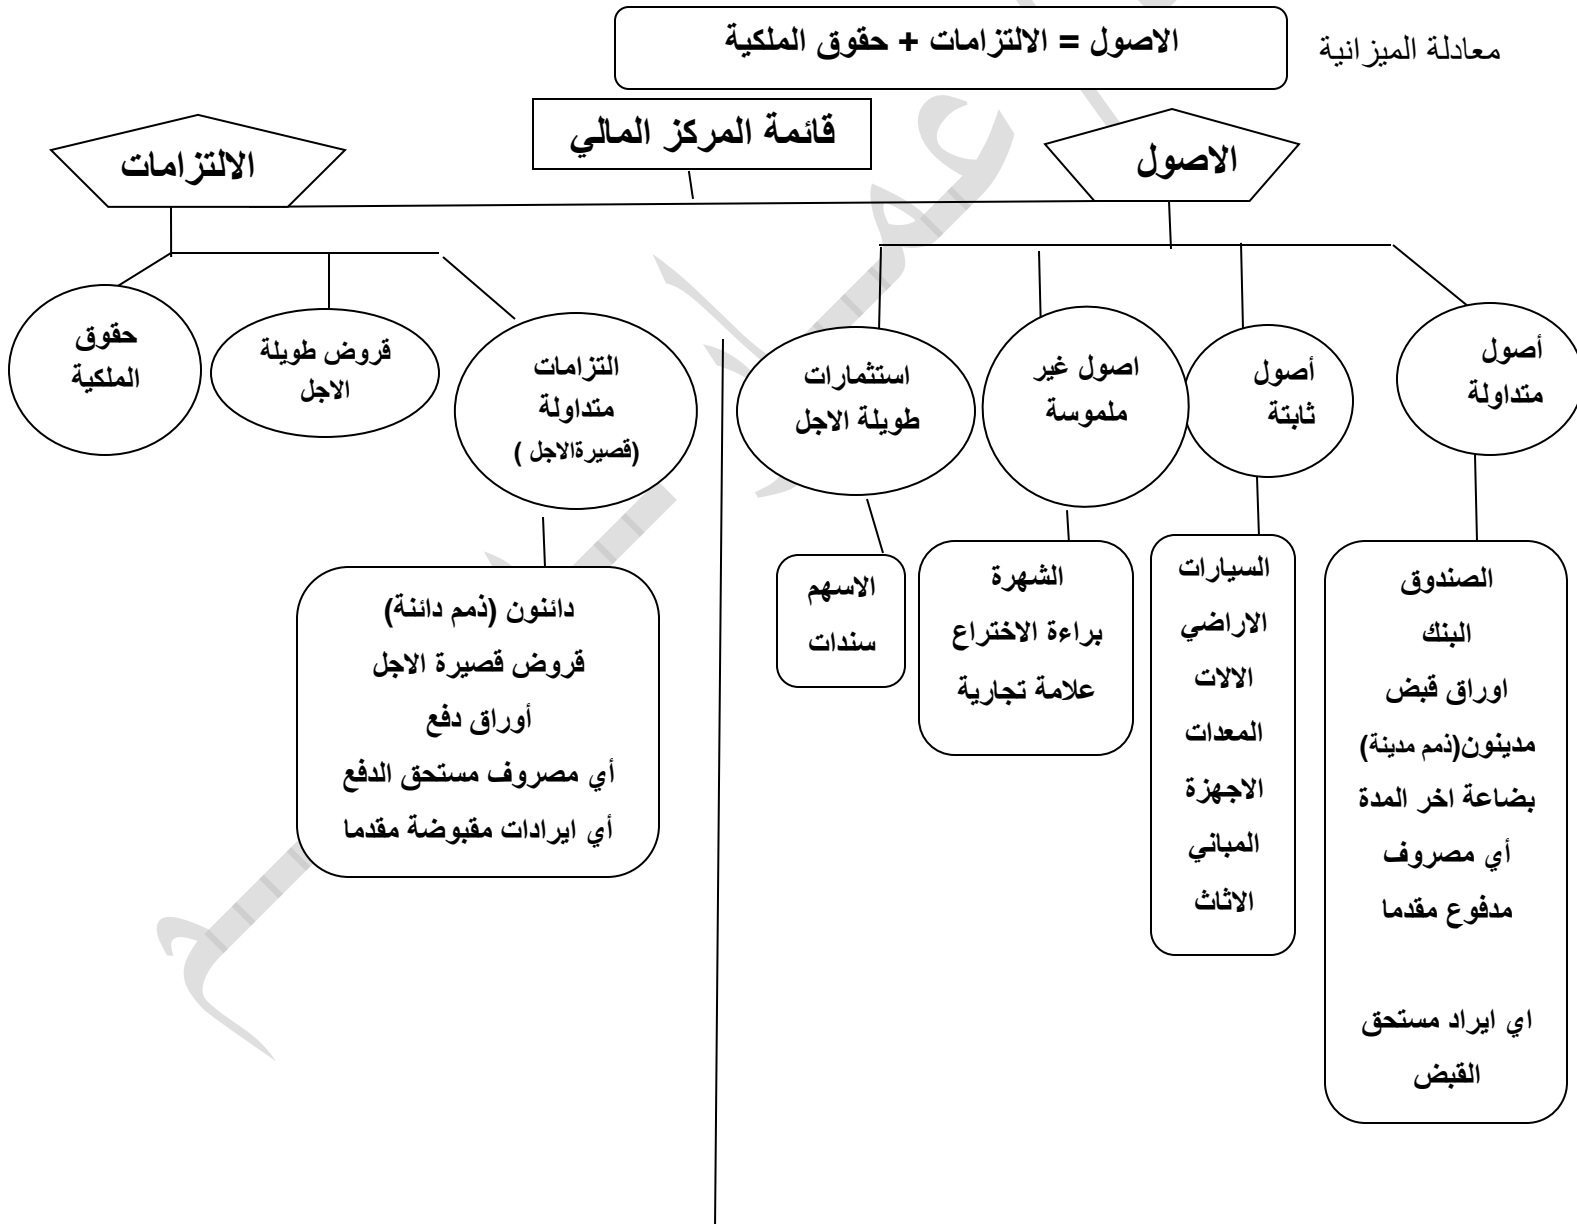 معادلة الميزانية
الاصول = الالتزامات + حقوق الملكية
قائمة المركز المالي
الاصول
الالتزامات
أصول
متداولة
أصول
ثابتة
اصول غير
ملموسة
استثمارات
طويلة الاجل
التزامات
متداولة
(قصيرةالاجل )
قروض طويلة
الاجل
حقوق
الملكية
الصندوق
البنك
اوراق قبض
مدينون(ذمم مدينة)
بضاعة اخر المدة
أي مصروف
مدفوع مقدما
اي ايراد مستحق
القبض
السيارات
الاراضي
الالات
المعدات
الاجهزة
المباني
الاثاث
الشهرة
براءة الاختراع
علامة تجارية
الاسهم
سندات
دائنون (ذمم دائنة)
قروض قصيرة الاجل
أوراق دفع
أي مصروف مستحق الدفع
أي ايرادات مقبوضة مقدما